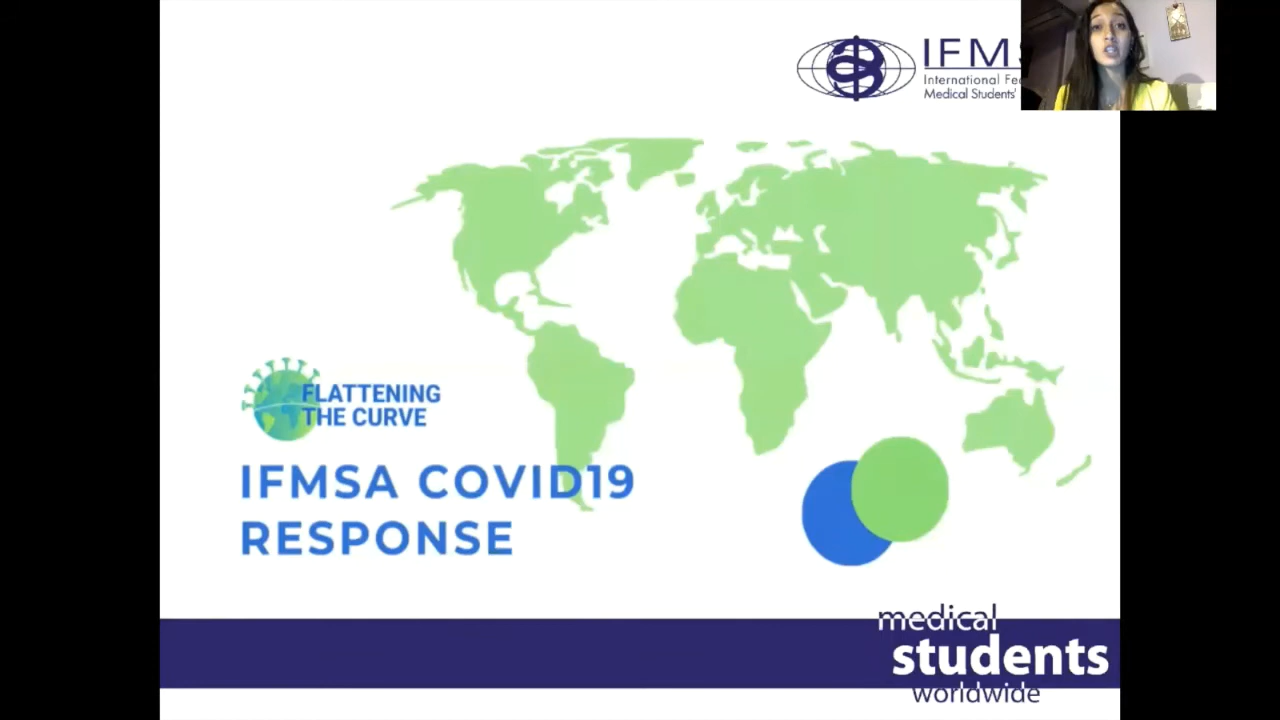 IFMS
International Fe
Medical Students'
FLATTENING
THE CURVE
IFMSA COVID19
RESPONSE
medical
students
worldwide